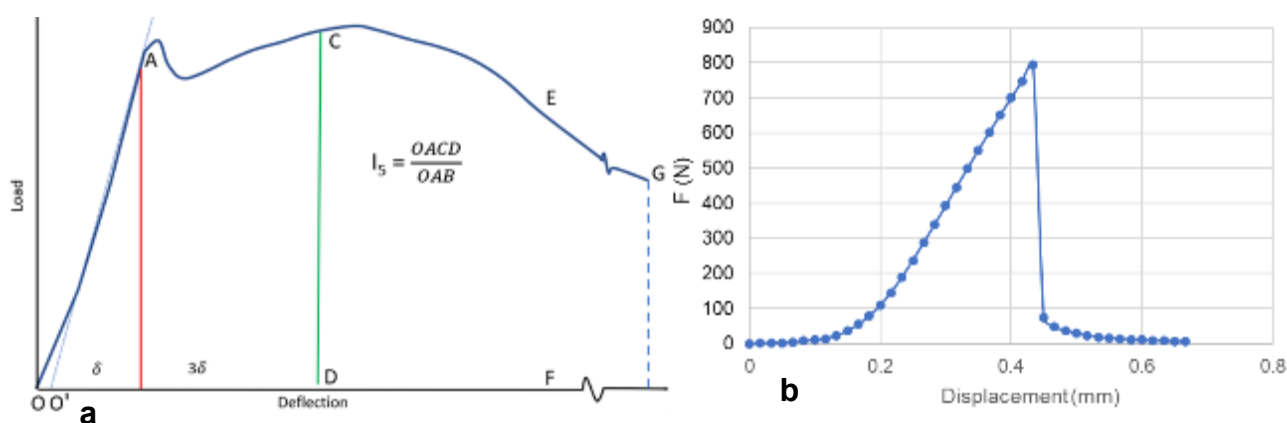 Load
A
C
E
G
I₅ = OACD
OAB
δ
3δ
D
F
O O'
Deflection
a
F (N)
900
800
700
600
500
400
300
200
100
0
0
0.2
0.4
0.6
0.8
Displacement (mm)
b